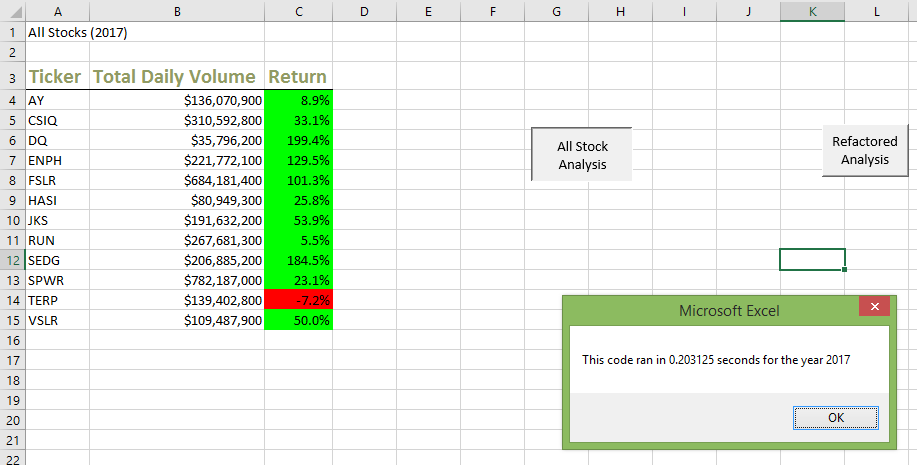 A B C D E F G H I J K L
1 All Stocks (2017)
2
3 Ticker Total Daily Volume Return
4 AY $136,070,900 8.9%
5 CSIQ $310,592,800 33.1%
6 DQ $35,796,200 199.4%
7 ENPH $221,772,100 129.5%
8 FSLR $684,181,400 101.3%
9 HASI $80,949,300 25.8%
10 JKS $191,632,200 53.9%
11 RUN $267,681,300 5.5%
12 SEDG $206,885,200 184.5%
13 SPWR $782,187,000 23.1%
14 TERP $139,402,800 -7.2%
15 VSLR $109,487,900 50.0%
16
17
18
19
20
21
22
All Stock
Analysis
Refactored
Analysis
Microsoft Excel
This code ran in 0.203125 seconds for the year 2017
OK